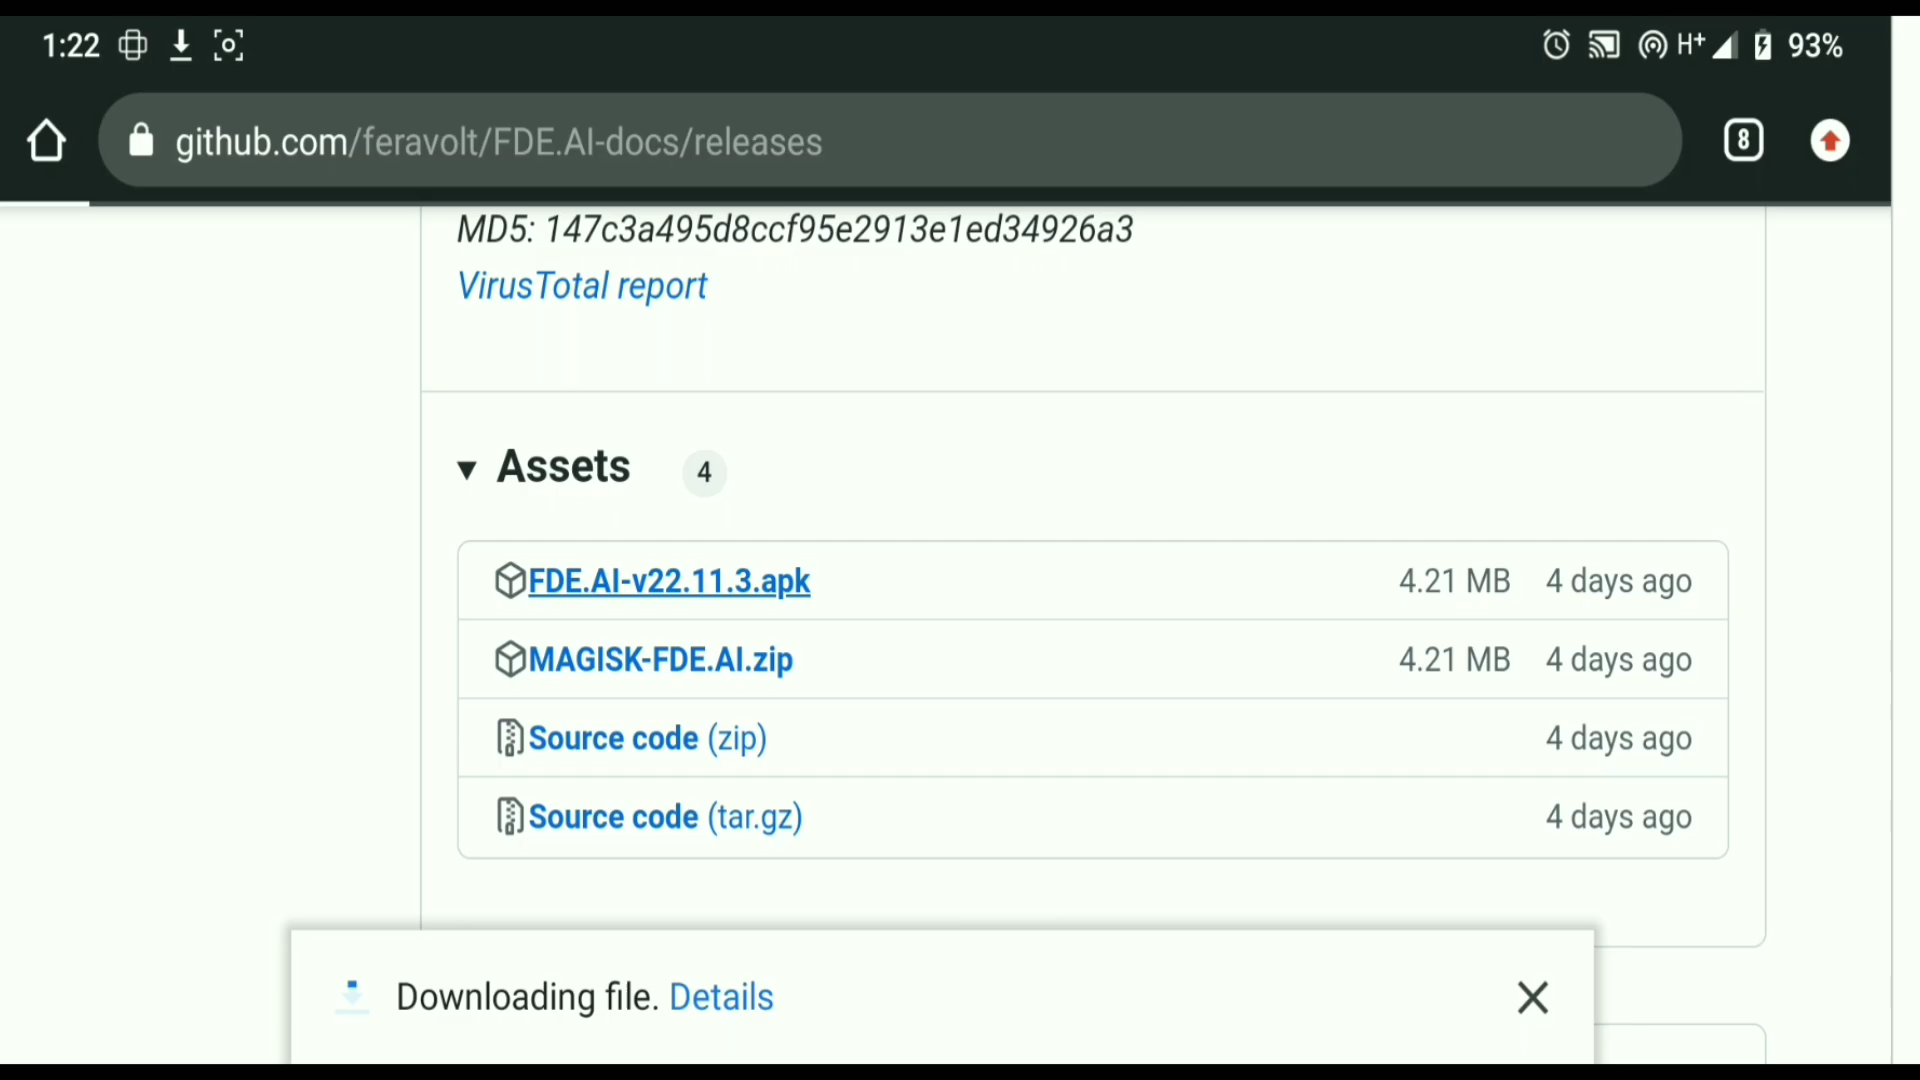 1:22 H+ 93%
github.com/feravolt/FDE.AI-docs/releases 8
MD5: 147c3a495d8ccf95e2913e1ed34926a3
VirusTotal report
Assets 4
FDE.AI-v22.11.3.apk 4.21 MB 4 days ago
MAGISK-FDE.AI.zip 4.21 MB 4 days ago
Source code (zip) 4 days ago
Source code (tar.gz) 4 days ago
Downloading file. Details